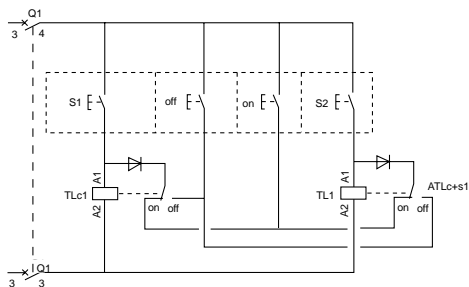 Q1
3 4
S1
off
on
S2
A1
TLc1
A2
on off
A1
TL1
A2
ATLc+s1
on off
Q1
3 3